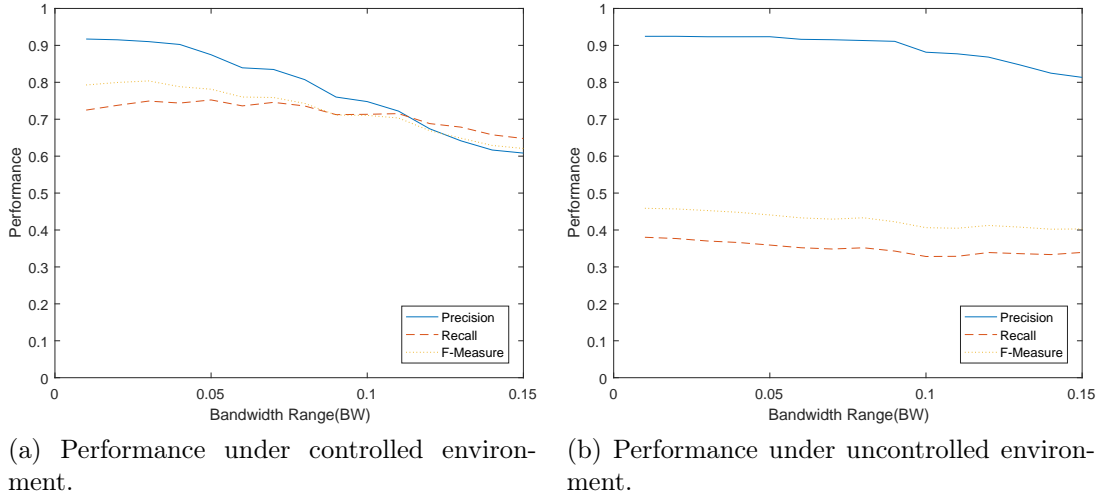 1
0.9
0.8
0.7
0.6
0.5
0.4
0.3
0.2
0.1
0
Performance
0 0.05 0.1 0.15
Bandwidth Range(BW)
Precision
Recall
F-Measure
(a) Performance under controlled environ-
ment.
1
0.9
0.8
0.7
0.6
0.5
0.4
0.3
0.2
0.1
0
Performance
0 0.05 0.1 0.15
Bandwidth Range(BW)
Precision
Recall
F-Measure
(b) Performance under uncontrolled environ-
ment.